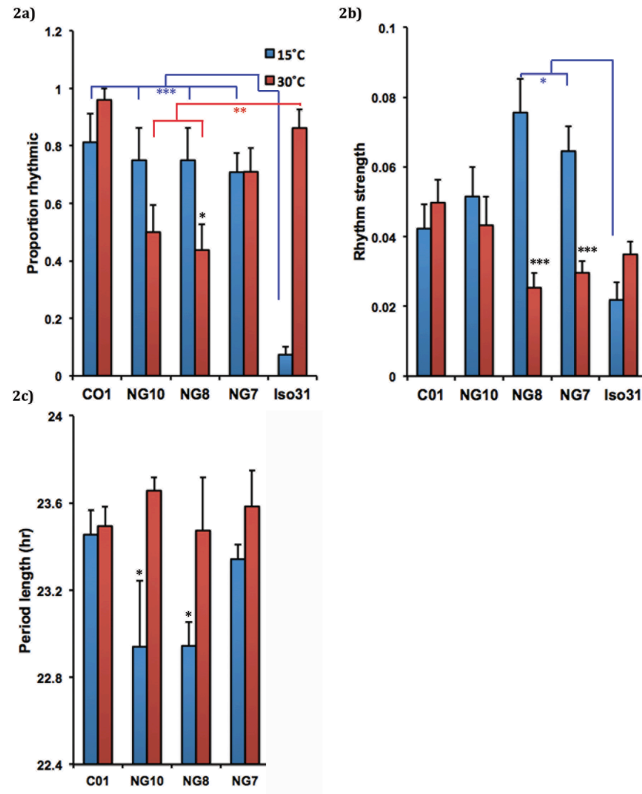 2a)
15˚C
30˚C
***
**
*
Proportion rhythmic
1.2
1
0.8
0.6
0.4
0.2
0
CO1 NG10 NG8 NG7 Iso31
2b)
*
***
***
Rhythm strength
0.1
0.08
0.06
0.04
0.02
0
C01 NG10 NG8 NG7 Iso31
2c)
*
*
Period length (hr)
24
23.6
23.2
22.8
22.4
C01 NG10 NG8 NG7